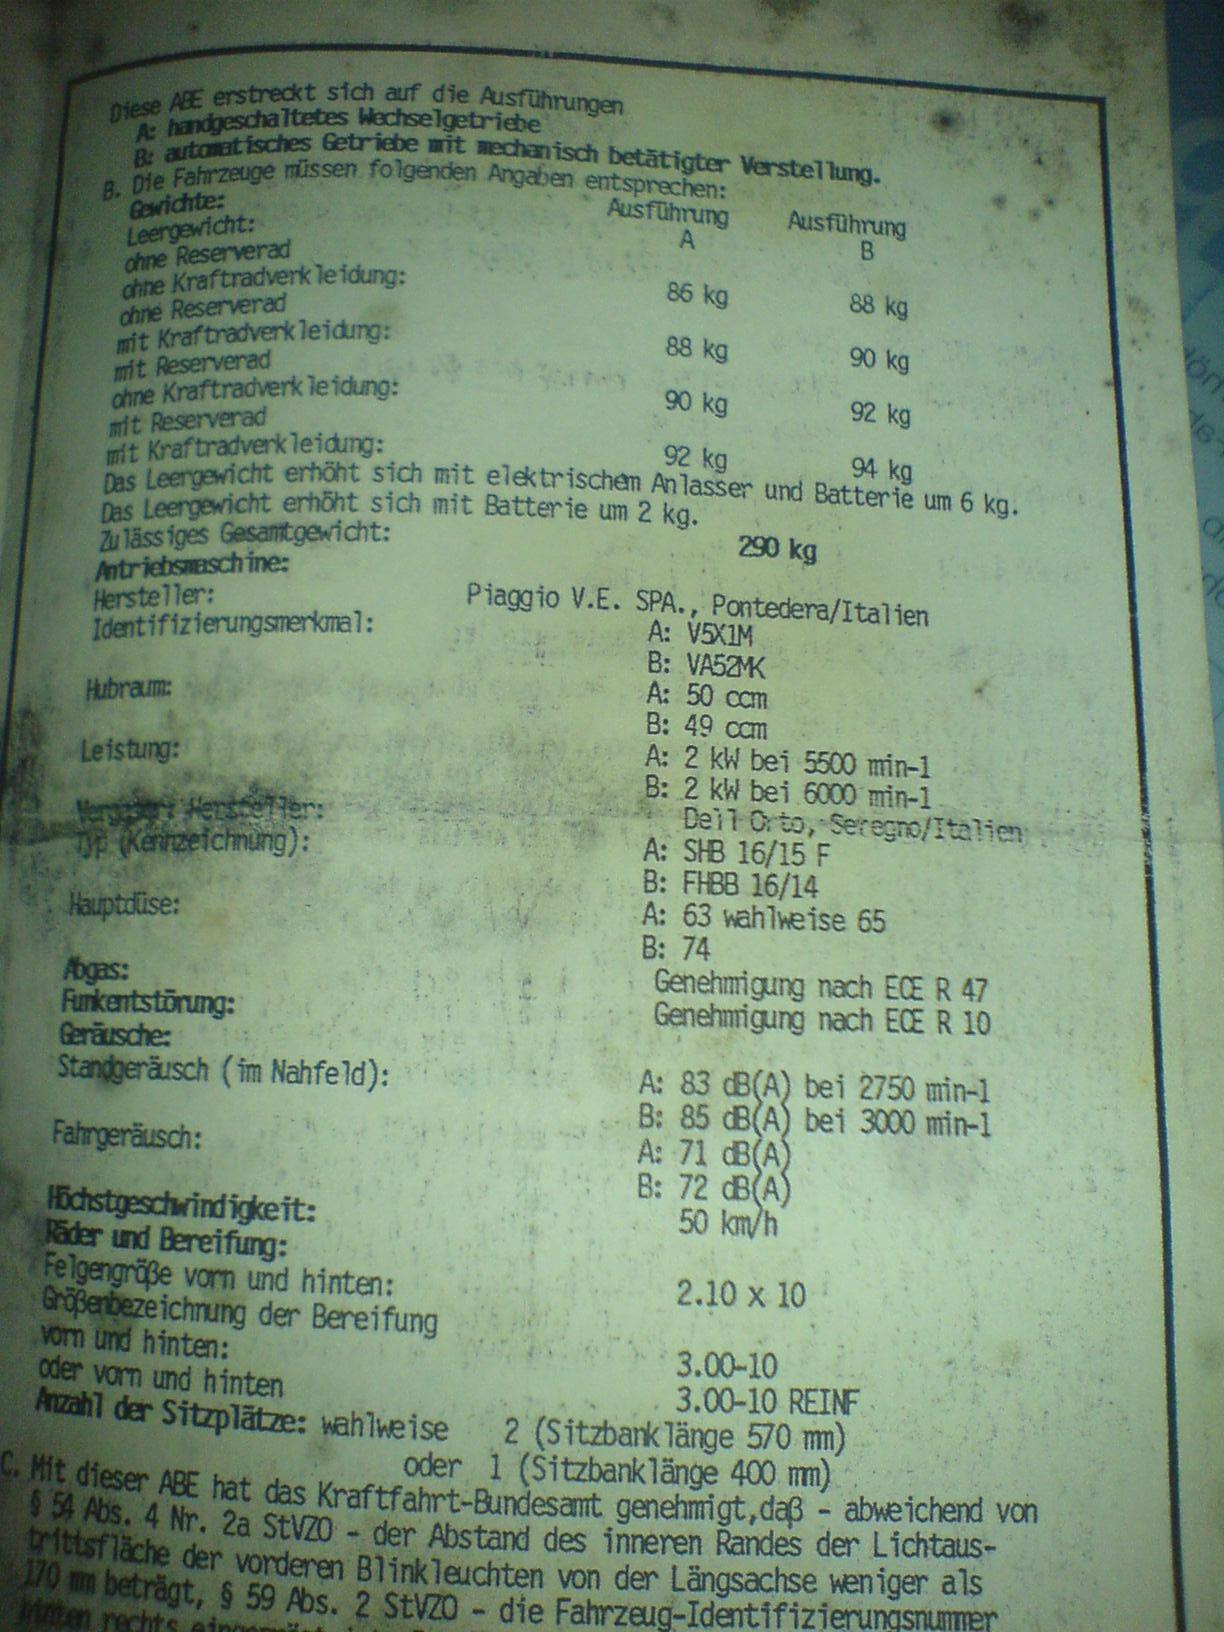 Diese ABE erstreckt sich auf die Ausführungen
A: handgeschaltetes Wechselgetriebe
B: automatisches Getriebe mit mechanisch betätigter Verstellung.
B. Die Fahrzeuge müssen folgenden Angaben entsprechen:
Gewichte: Ausführung Ausführung
Leergewicht: A B
ohne Reserverad
ohne Kraftradverkleidung: 86 kg 88 kg
ohne Reserverad
mit Kraftradverkleidung: 88 kg 90 kg
mit Reserverad
ohne Kraftradverkleidung: 90 kg 92 kg
mit Reserverad
mit Kraftradverkleidung: 92 kg 94 kg
Das Leergewicht erhöht sich mit elektrischem Anlasser und Batterie um 6 kg.
Das Leergewicht erhöht sich mit Batterie um 2 kg.
Zulässiges Gesamtgewicht: 290 kg
Antriebsmaschine:
Hersteller: Piaggio V.E. SPA., Pontedera/Italien
Identifizierungsmerkmal: A: V5X1M
B: VA52MK
Hubraum: A: 50 ccm
B: 49 ccm
Leistung: A: 2 kW bei 5500 min-1
B: 2 kW bei 6000 min-1
Vergaser: Hersteller: Dell Orto, Seregno/Italien
Typ (Kennzeichnung): A: SHB 16/15 F
B: FHBB 16/14
Hauptdüse: A: 63 wahlweise 65
B: 74
Abgas: Genehmigung nach ECE R 47
Funkentstörung: Genehmigung nach ECE R 10
Geräusche:
Standgeräusch (im Nahfeld): A: 83 dB(A) bei 2750 min-1
B: 85 dB(A) bei 3000 min-1
Fahrgeräusch: A: 71 dB(A)
B: 72 dB(A)
Höchstgeschwindigkeit: 50 km/h
Räder und Bereifung:
Felgengröße vorn und hinten: 2.10 x 10
Größenbezeichnung der Bereifung
vorn und hinten: 3.00-10
oder vorn und hinten 3.00-10 REINF
Anzahl der Sitzplätze: wahlweise 2 (Sitzbanklänge 570 mm)
oder 1 (Sitzbanklänge 400 mm)
C. Mit dieser ABE hat das Kraftfahrt-Bundesamt genehmigt,daß - abweichend von
§ 54 Abs. 4 Nr. 2a StVZO - der Abstand des inneren Randes der Lichtaus-
trittsfläche der vorderen Blinkleuchten von der Längsachse weniger als
170 mm beträgt, § 59 Abs. 2 StVZO - die Fahrzeug-Identifizierungsnummer
hinten rechts